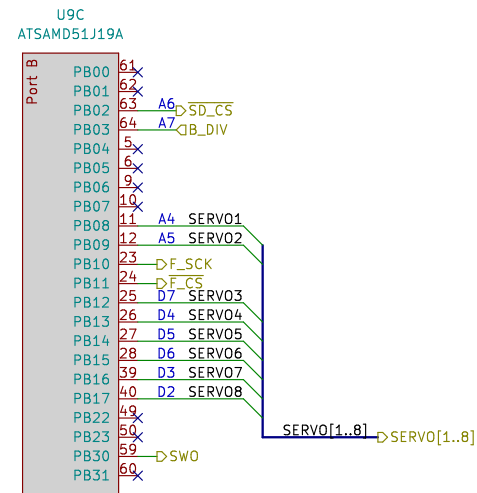 U9C
ATSAMD51J19A
Port B
PB00 61
PB01 62
PB02 63 A6 SD_CS
PB03 64 A7 B_DIV
PB04 5
PB05 6
PB06 9
PB07 10
PB08 11 A4 SERVO1
PB09 12 A5 SERVO2
PB10 23 F_SCK
PB11 24 F_CS
PB12 25 D7 SERVO3
PB13 26 D4 SERVO4
PB14 27 D5 SERVO5
PB15 28 D6 SERVO6
PB16 39 D3 SERVO7
PB17 40 D2 SERVO8
PB22 49
PB23 50 SERVO[1..8] SERVO[1..8]
PB30 59 SWO
PB31 60